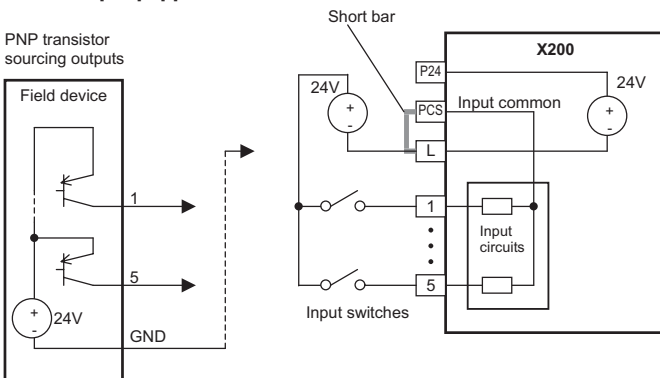 Short bar
PNP transistor
sourcing outputs
X200
P24
24V
24V
Field device
+
-
PCS
Input common
+
-
L
1
1
Input
circuits
5
5
Input switches
+
-
24V
GND